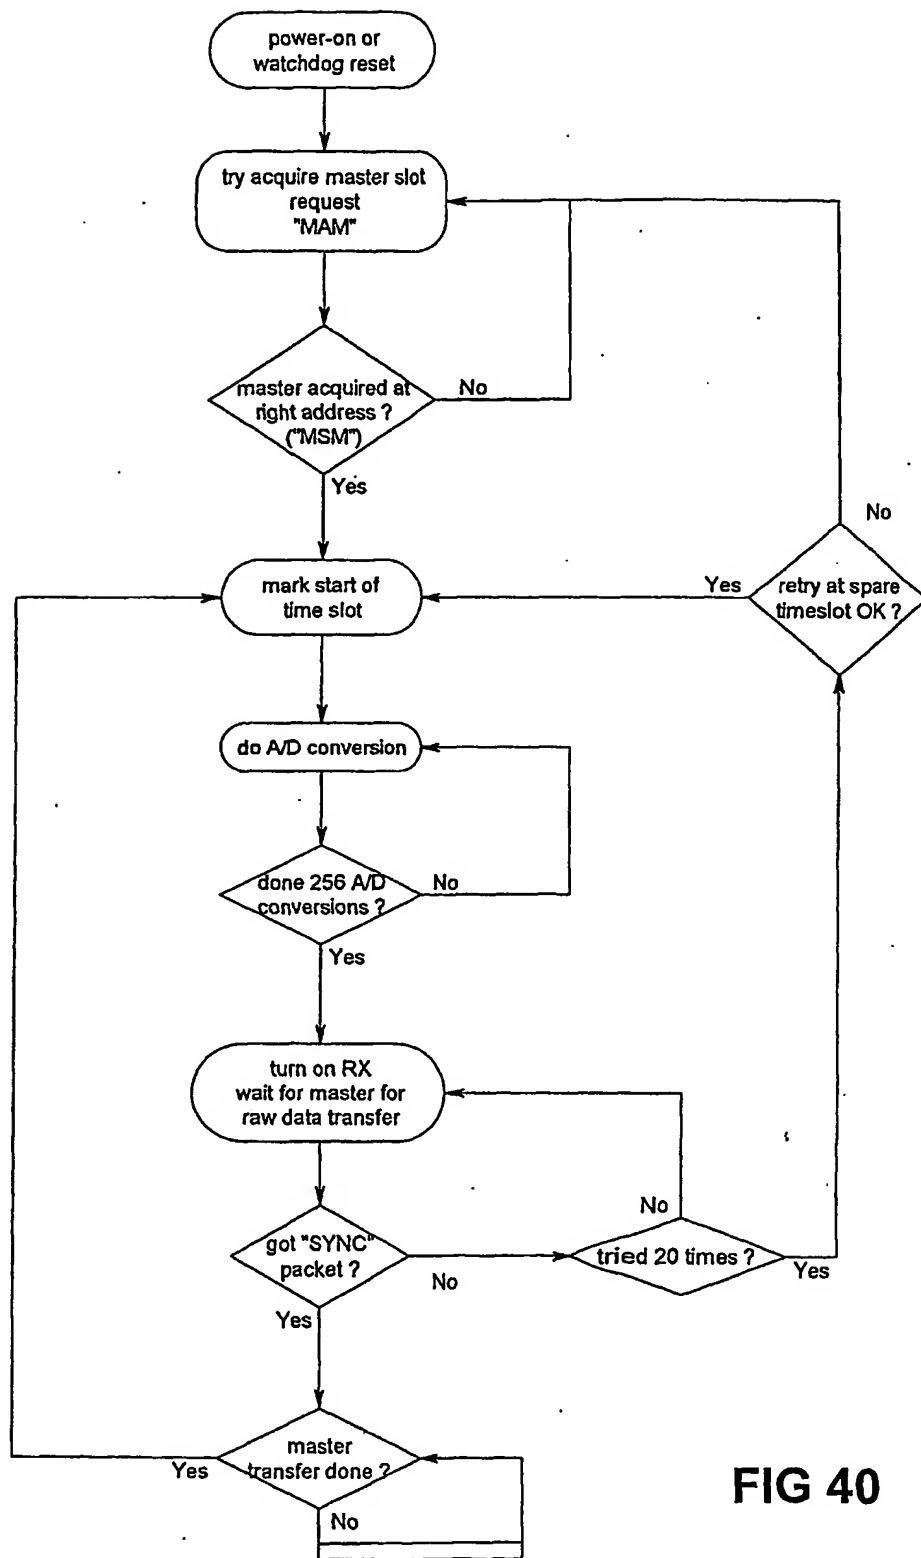 power-on or
watchdog reset
try acquire master slot
request
"MAM"
master acquired at
right address ?
("MSM")
No
Yes
mark start of
time slot
Yes
No
retry at spare
timeslot OK ?
do A/D conversion
done 256 A/D
conversions ?
No
Yes
turn on RX
wait for master for
raw data transfer
got "SYNC"
packet ?
No
Yes
No
tried 20 times ?
Yes
master
transfer done ?
Yes
No
FIG 40